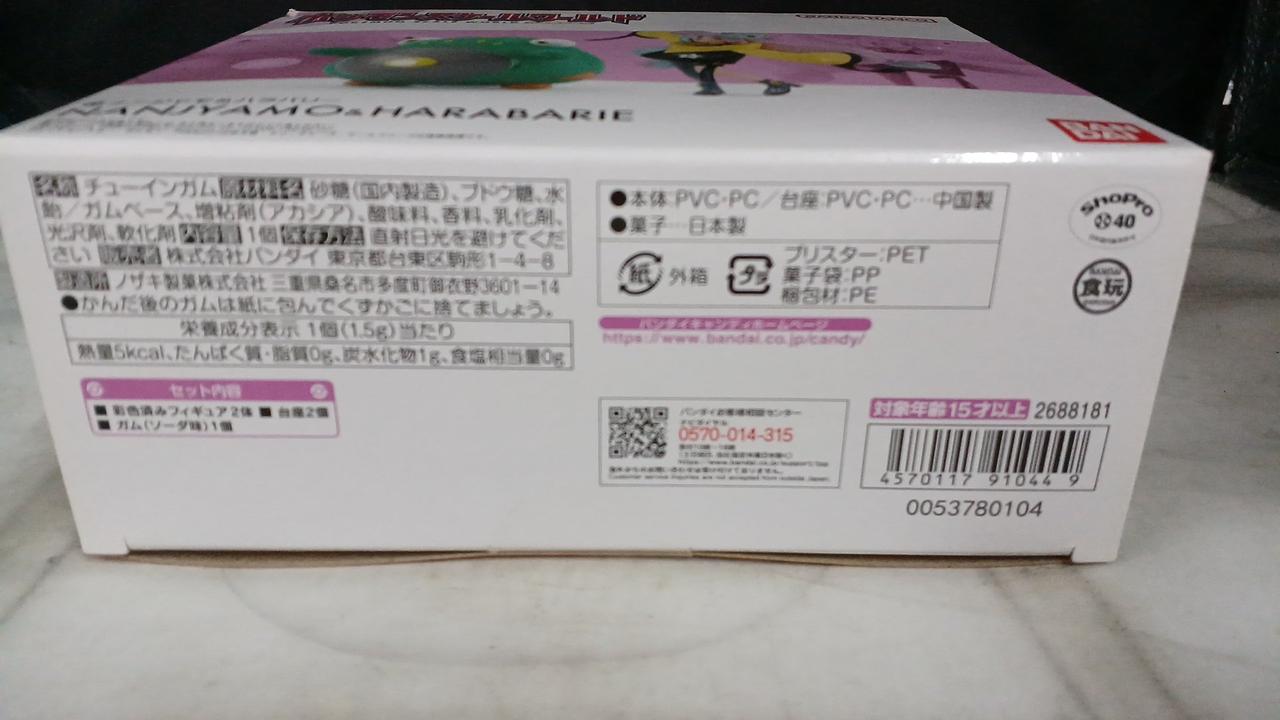 NANJYAMO&HARABARIE
BANDAI
名称 チューインガム 原材料名 砂糖(国内製造)、ブドウ糖、水
飴/ガムベース、増粘剤(アカシア)、酸味料、香料、乳化剤、
光沢剤、軟化剤 内容量 1個 保存方法 直射日光を避けてくだ
さい 販売者 株式会社バンダイ 東京都台東区駒形1-4-8
製造所 ノザキ製菓株式会社 三重県桑名市多度町御衣野3601-14
●かんだ後のガムは紙に包んでくずかごに捨てましょう。
栄養成分表示 1個(1.5g)当たり
熱量5kcal、たんぱく質・脂質0g、炭水化物1g、食塩相当量0g
セット内容
■ 彩色済みフィギュア2体 ■ 台座2個
■ ガム(ソーダ味)1個
●本体:PVC・PC/台座:PVC・PC…中国製
●菓子…日本製
紙 外箱
プラ
ブリスター:PET
菓子袋:PP
梱包材:PE
バンダイキャンディホームページ
https://www.bandai.co.jp/candy/
バンダイお客様相談センター
ナビダイヤル
0570-014-315
Customer service inquiries are not accepted from outside Japan.
ShoPro
40
BANDAI
食玩
対象年齢15才以上 2688181
4570117 91044 9
0053780104